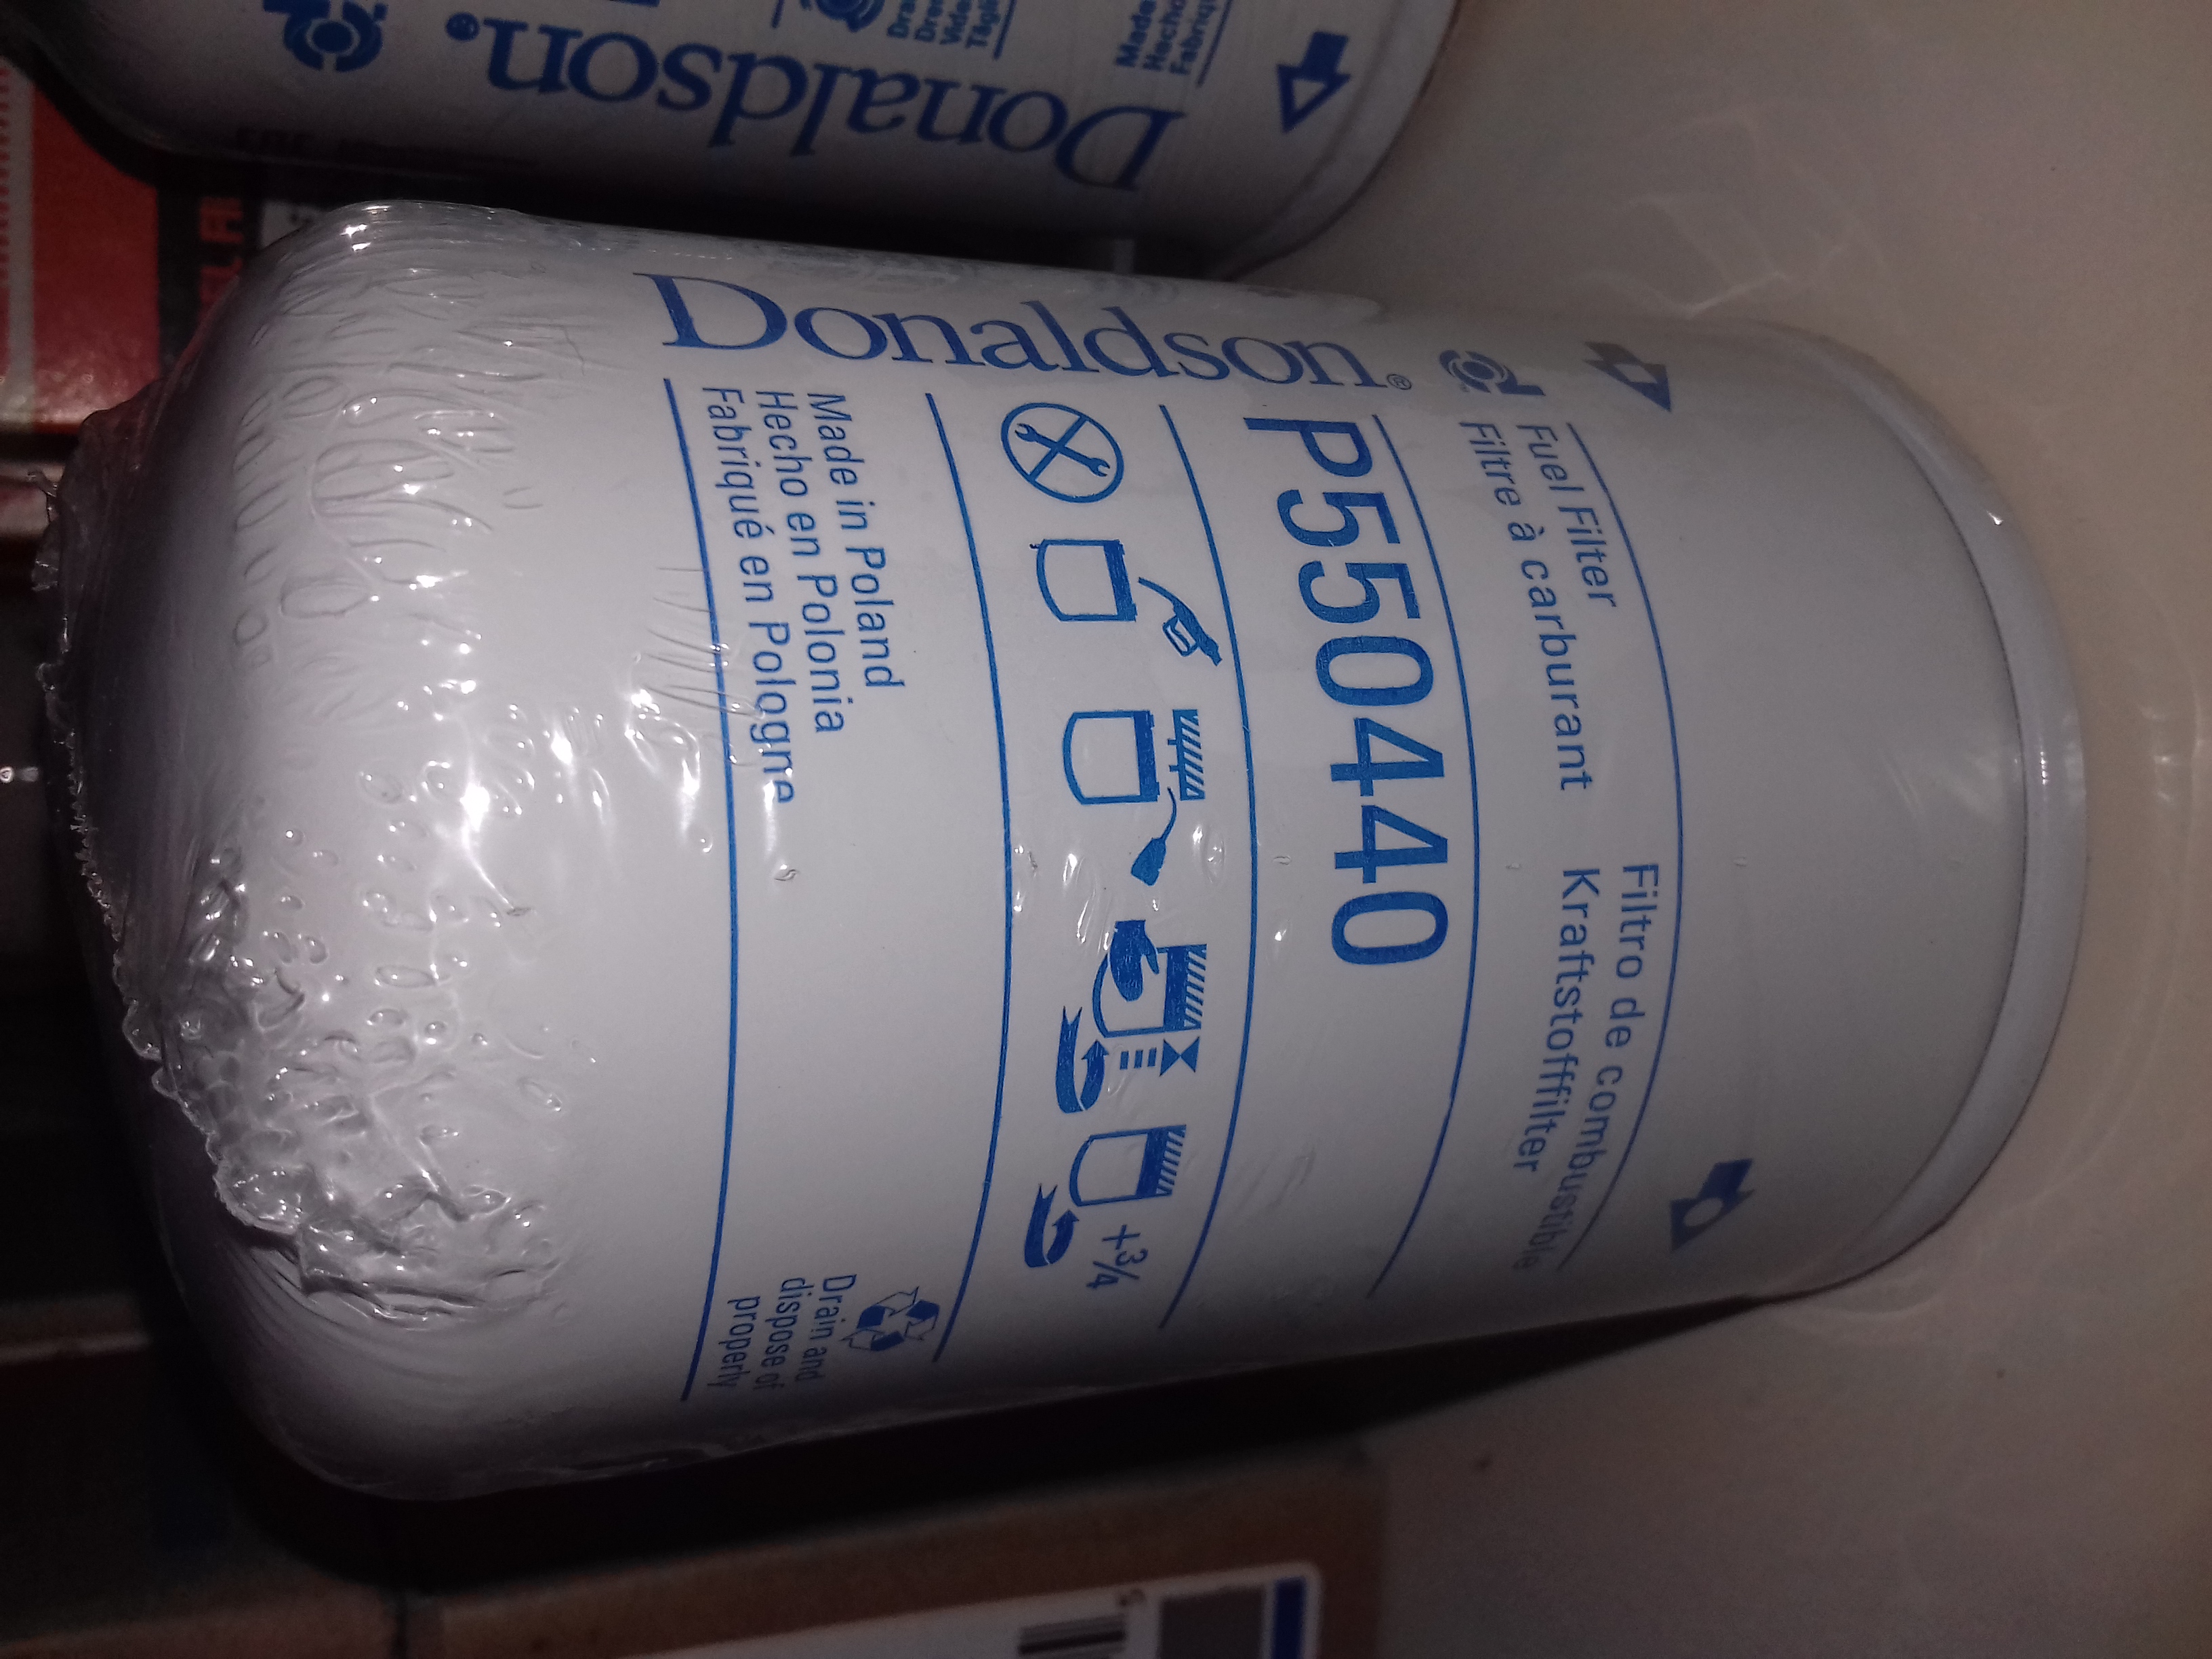 Donaldson®
Fuel Filter
Filtro de combustible
Filtre à carburant
Kraftstofffilter
P550440
+3/4
Made in Poland
Hecho en Polonia
Fabriqué en Pologne
Drain and
dispose of
properly
Donaldson®
Made